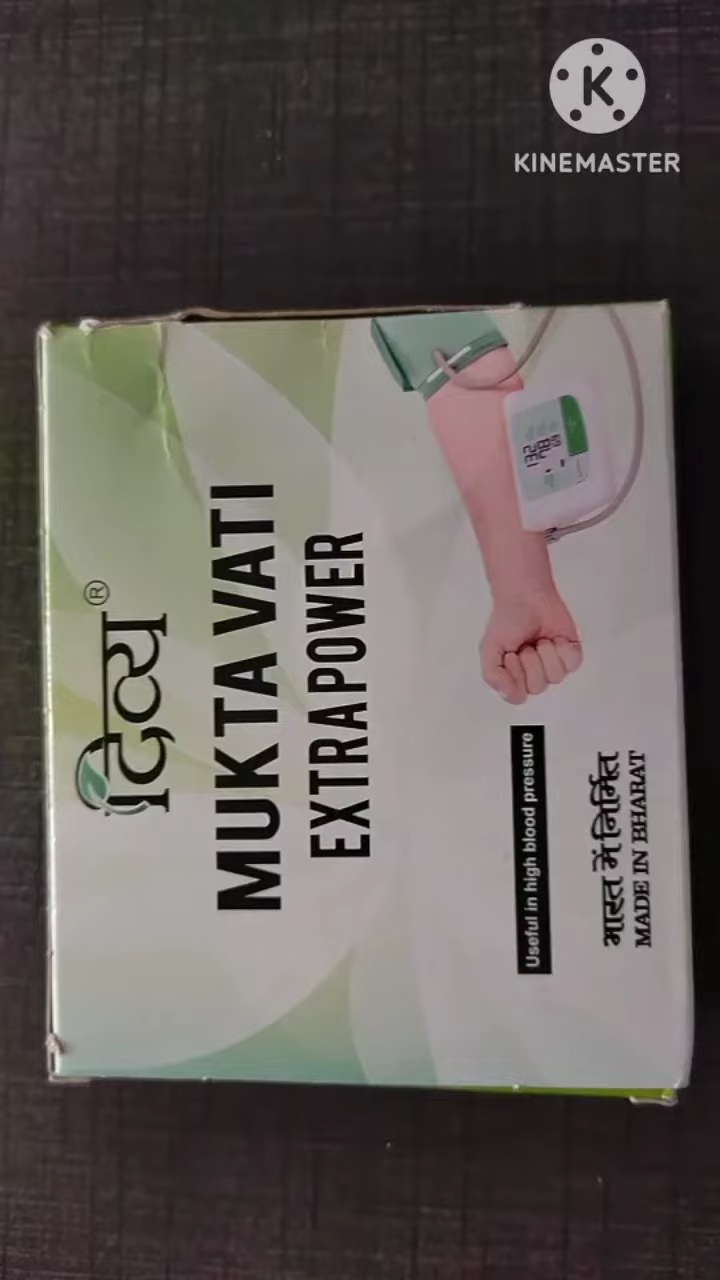 KINEMASTER
दिव्य®
MUKTA VATI
EXTRAPOWER
Useful in high blood pressure
भारत में निर्मित
MADE IN BHARAT